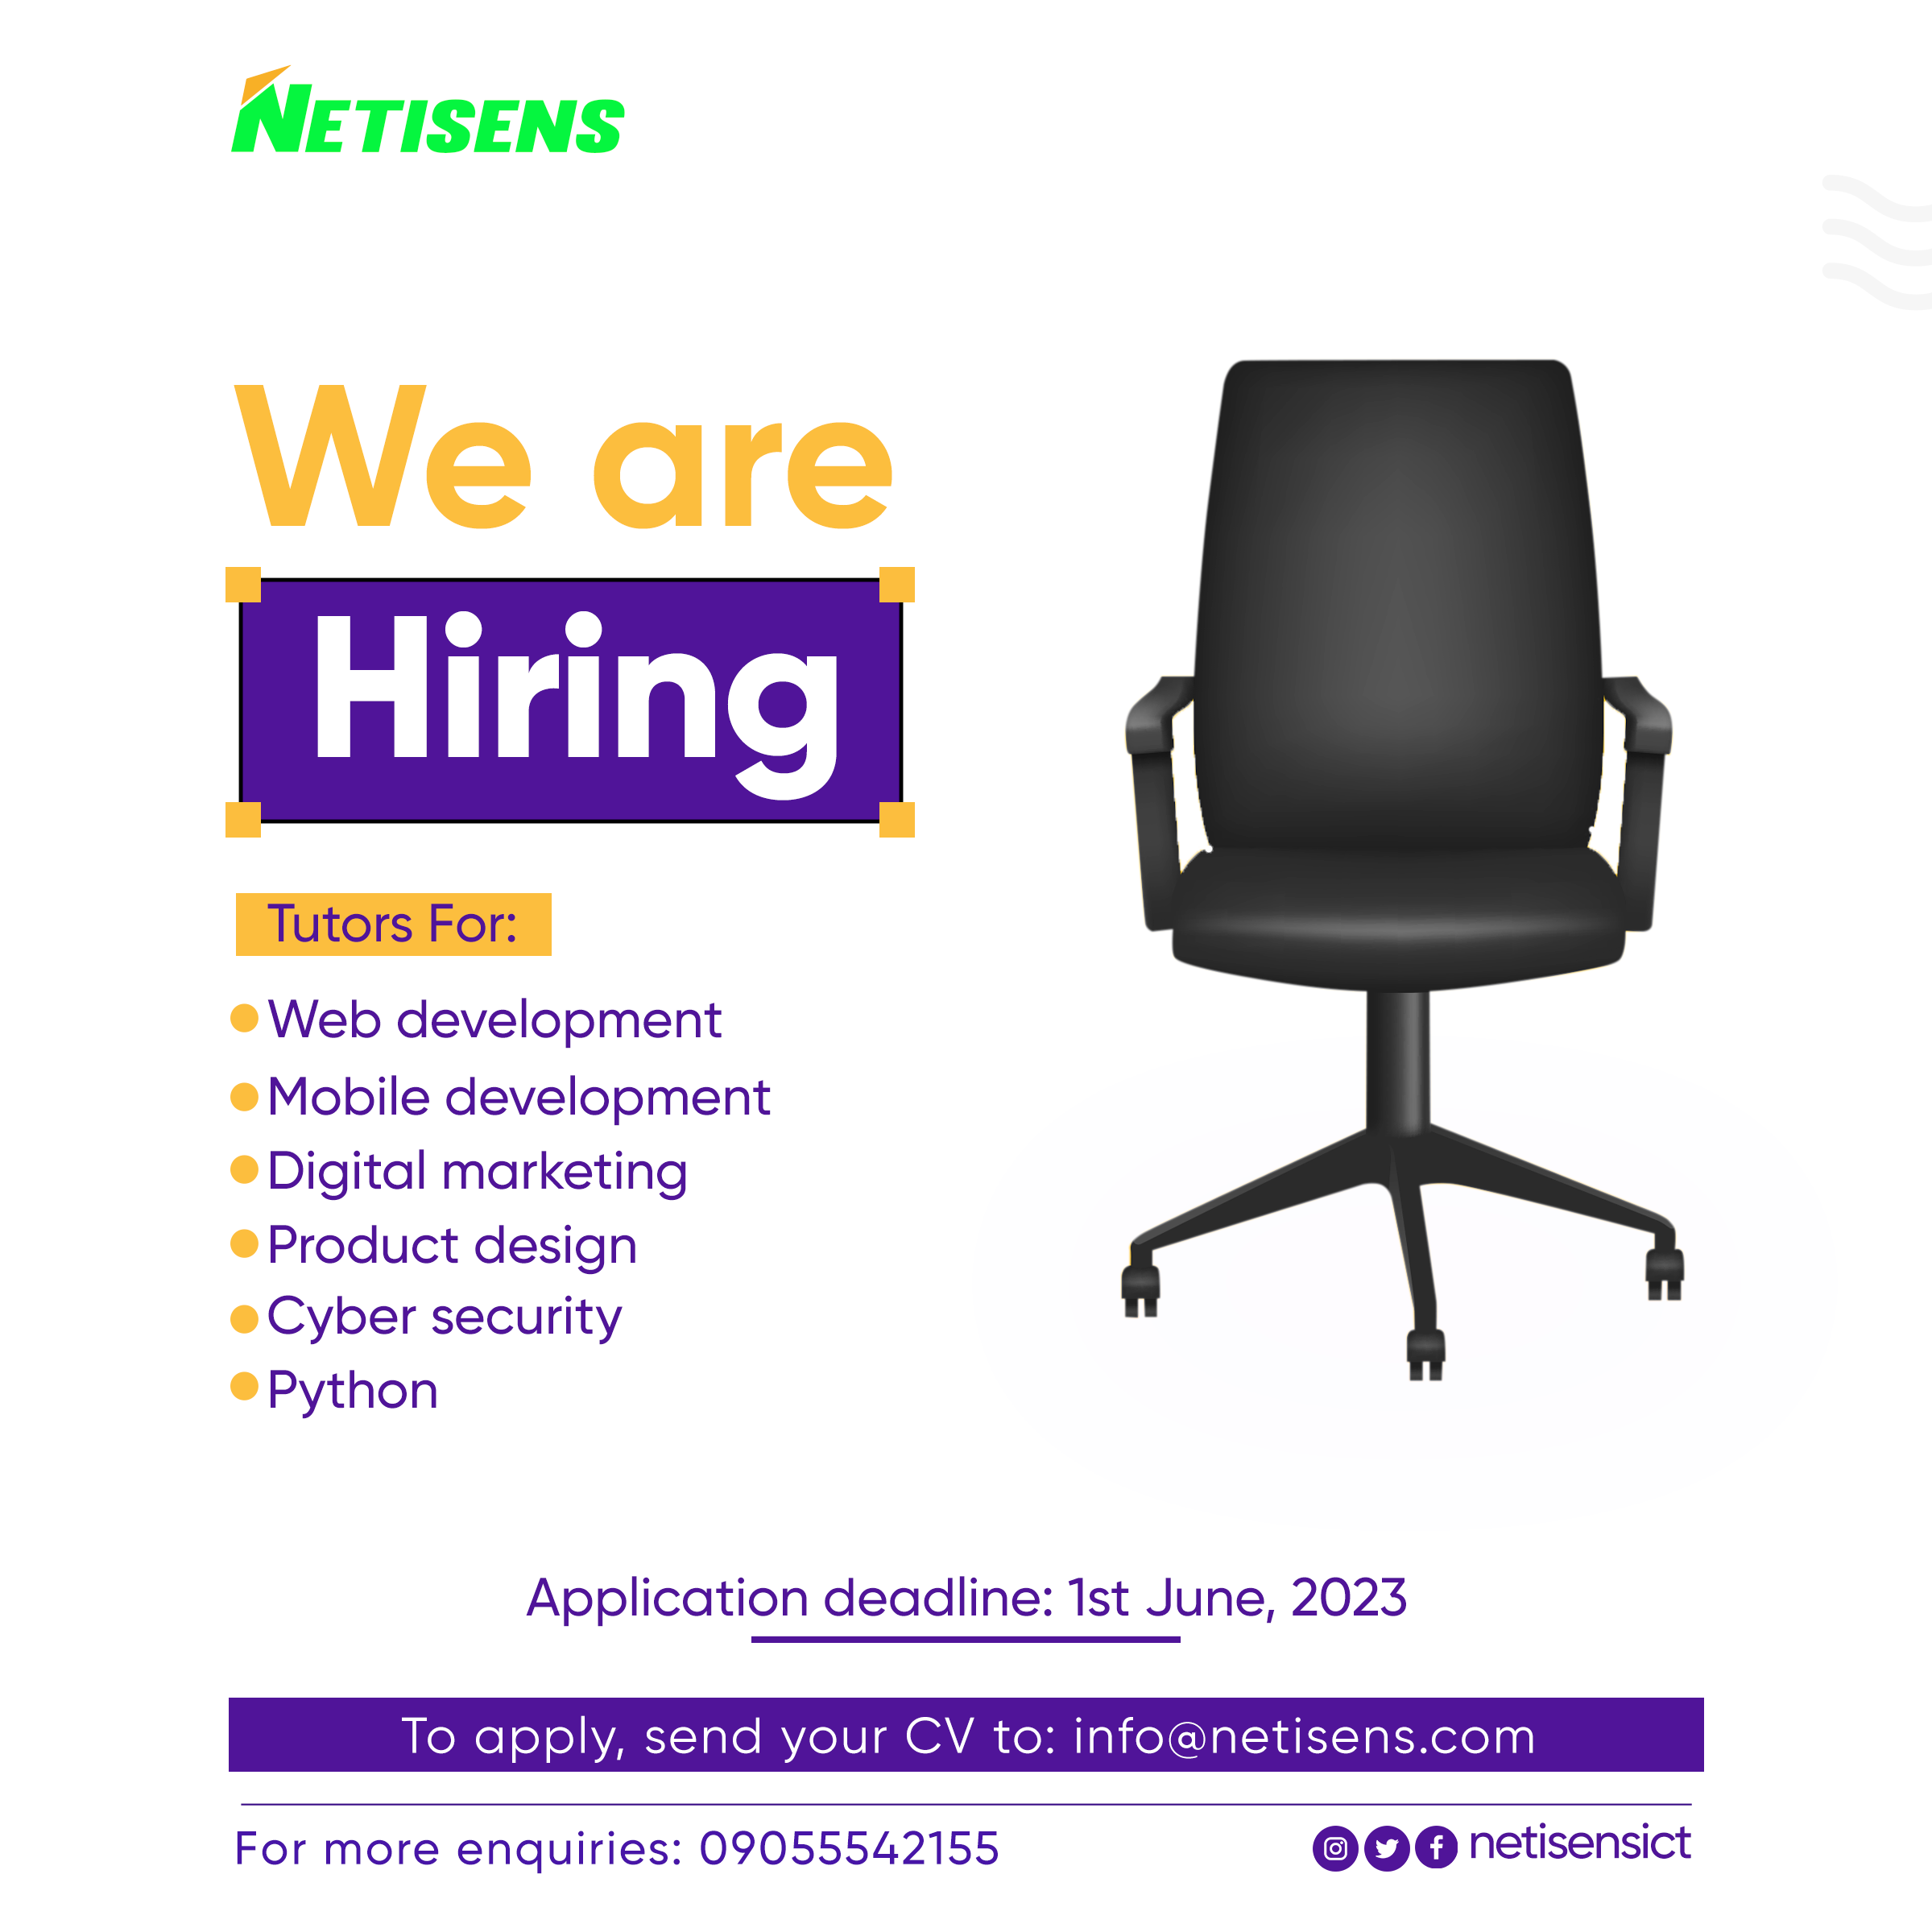 NETISENS
We are
Hiring
Tutors For:
Web development
Mobile development
Digital marketing
Product design
Cyber security
Python
Application deadline: 1st June, 2023
To apply, send your CV to: info@netisens.com
For more enquiries: 09055542155
netisensict